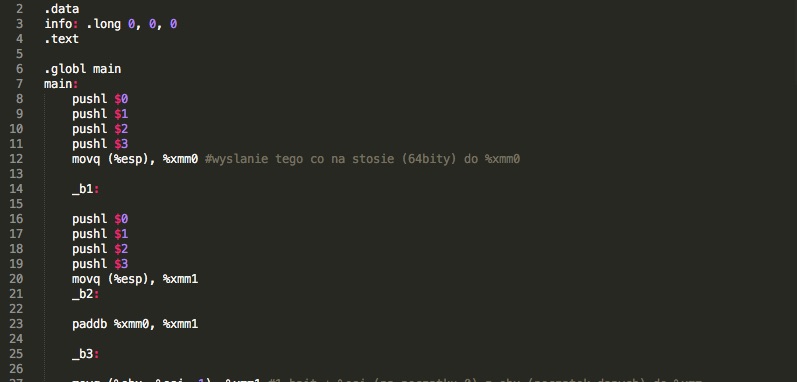 2 .data
3 info: .long 0, 0, 0
4 .text
5
6 .globl main
7 main:
8 pushl $0
9 pushl $1
10 pushl $2
11 pushl $3
12 movq (%esp), %xmm0 #wyslanie tego co na stosie (64bity) do %xmm0
13
14 _b1:
15
16 pushl $0
17 pushl $1
18 pushl $2
19 pushl $3
20 movq (%esp), %xmm1
21 _b2:
22
23 paddb %xmm0, %xmm1
24
25 _b3:
26